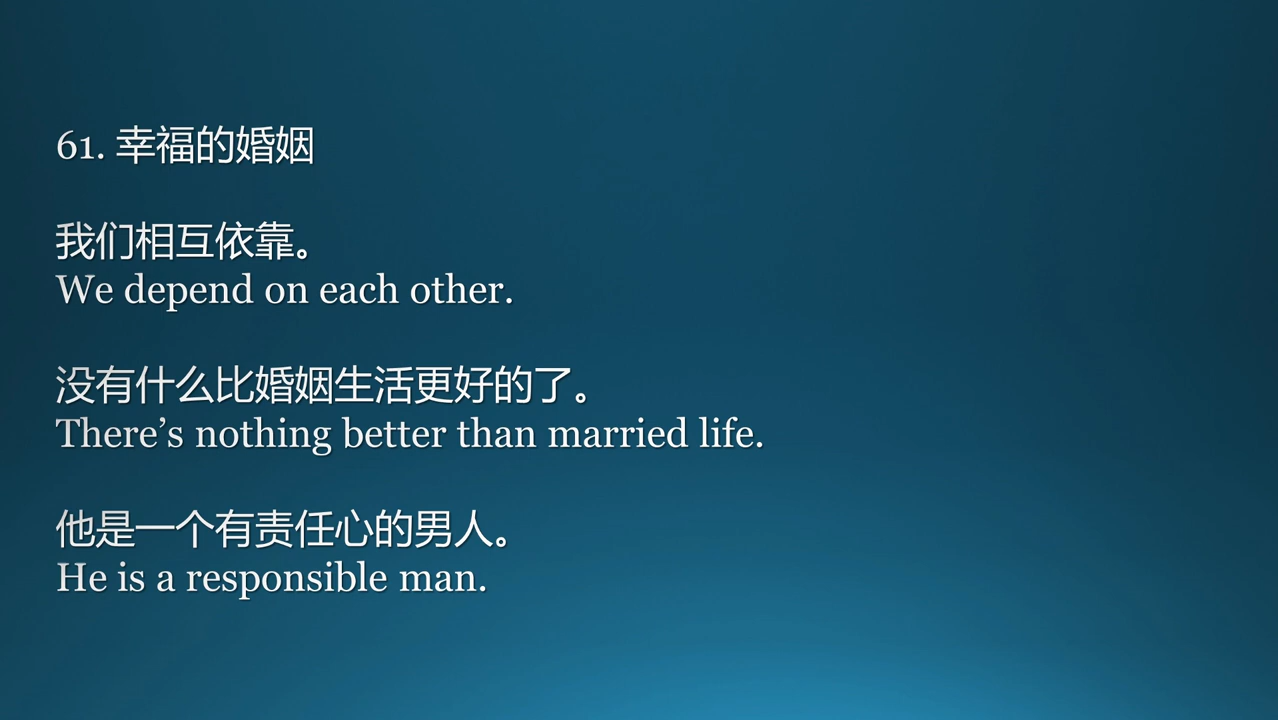 61. 幸福的婚姻
我们相互依靠。
We depend on each other.
没有什么比婚姻生活更好的了。
There’s nothing better than married life.
他是一个有责任心的男人。
He is a responsible man.